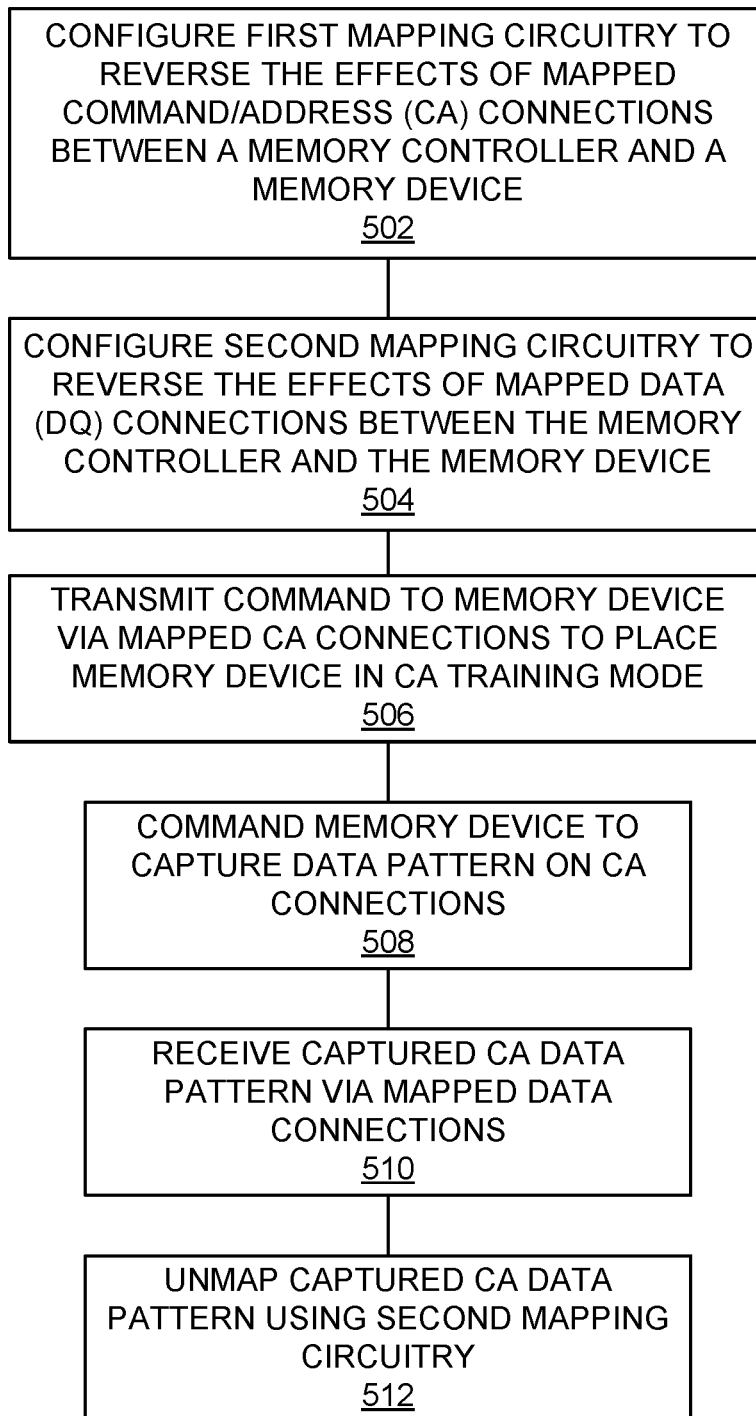 CONFIGURE FIRST MAPPING CIRCUITRY TO
REVERSE THE EFFECTS OF MAPPED
COMMAND/ADDRESS (CA) CONNECTIONS
BETWEEN A MEMORY CONTROLLER AND A
MEMORY DEVICE
502
CONFIGURE SECOND MAPPING CIRCUITRY TO
REVERSE THE EFFECTS OF MAPPED DATA
(DQ) CONNECTIONS BETWEEN THE MEMORY
CONTROLLER AND THE MEMORY DEVICE
504
TRANSMIT COMMAND TO MEMORY DEVICE
VIA MAPPED CA CONNECTIONS TO PLACE
MEMORY DEVICE IN CA TRAINING MODE
506
COMMAND MEMORY DEVICE TO
CAPTURE DATA PATTERN ON CA
CONNECTIONS
508
RECEIVE CAPTURED CA DATA
PATTERN VIA MAPPED DATA
CONNECTIONS
510
UNMAP CAPTURED CA DATA
PATTERN USING SECOND MAPPING
CIRCUITRY
512